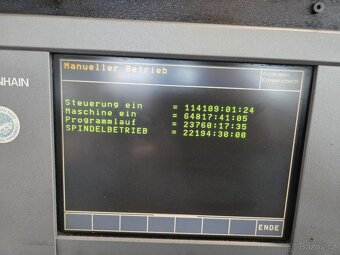 NHAIN
Manueller Betrieb
Programm-
Einspeichern
Steuerung ein = 114109:01:24
Maschine ein = 64817:41:05
Programmlauf = 23760:17:35
SPINDELBETRIEB = 22194:30:00
ENDE